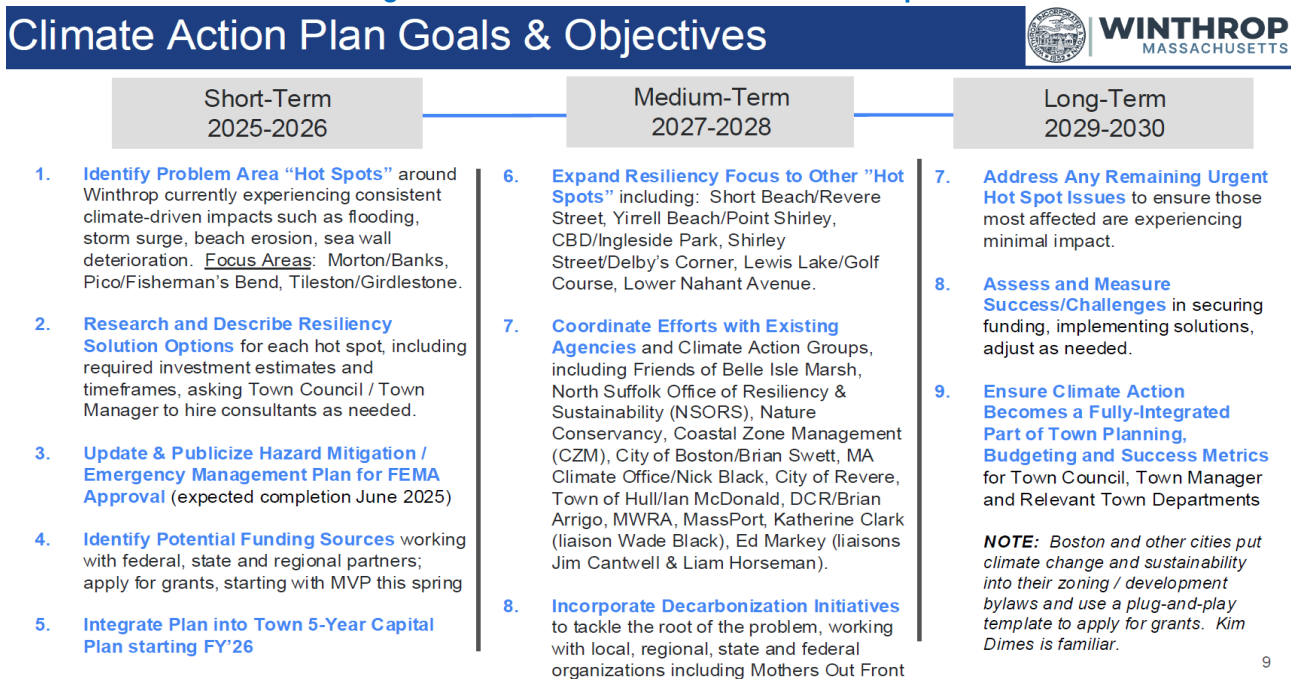 Climate Action Plan Goals & Objectives
WINTHROP
MASSACHUSETTS
Short-Term
2025-2026
1. Identify Problem Area “Hot Spots” around
Winthrop currently experiencing consistent
climate-driven impacts such as flooding,
storm surge, beach erosion, sea wall
deterioration. Focus Areas: Morton/Banks,
Pico/Fisherman’s Bend, Tileston/Girdlestone.
2. Research and Describe Resiliency
Solution Options for each hot spot, including
required investment estimates and
timeframes, asking Town Council / Town
Manager to hire consultants as needed.
3. Update & Publicize Hazard Mitigation /
Emergency Management Plan for FEMA
Approval (expected completion June 2025)
4. Identify Potential Funding Sources working
with federal, state and regional partners;
apply for grants, starting with MVP this spring
5. Integrate Plan into Town 5-Year Capital
Plan starting FY’26
Medium-Term
2027-2028
6. Expand Resiliency Focus to Other ”Hot
Spots” including: Short Beach/Revere
Street, Yirrell Beach/Point Shirley,
CBD/Ingleside Park, Shirley
Street/Delby’s Corner, Lewis Lake/Golf
Course, Lower Nahant Avenue.
7. Coordinate Efforts with Existing
Agencies and Climate Action Groups,
including Friends of Belle Isle Marsh,
North Suffolk Office of Resiliency &
Sustainability (NSORS), Nature
Conservancy, Coastal Zone Management
(CZM), City of Boston/Brian Swett, MA
Climate Office/Nick Black, City of Revere,
Town of Hull/Ian McDonald, DCR/Brian
Arrigo, MWRA, MassPort, Katherine Clark
(liaison Wade Black), Ed Markey (liaisons
Jim Cantwell & Liam Horseman).
8. Incorporate Decarbonization Initiatives
to tackle the root of the problem, working
with local, regional, state and federal
organizations including Mothers Out Front
Long-Term
2029-2030
7. Address Any Remaining Urgent
Hot Spot Issues to ensure those
most affected are experiencing
minimal impact.
8. Assess and Measure
Success/Challenges in securing
funding, implementing solutions,
adjust as needed.
9. Ensure Climate Action
Becomes a Fully-Integrated
Part of Town Planning,
Budgeting and Success Metrics
for Town Council, Town Manager
and Relevant Town Departments
NOTE: Boston and other cities put
climate change and sustainability
into their zoning / development
bylaws and use a plug-and-play
template to apply for grants. Kim
Dimes is familiar.
9